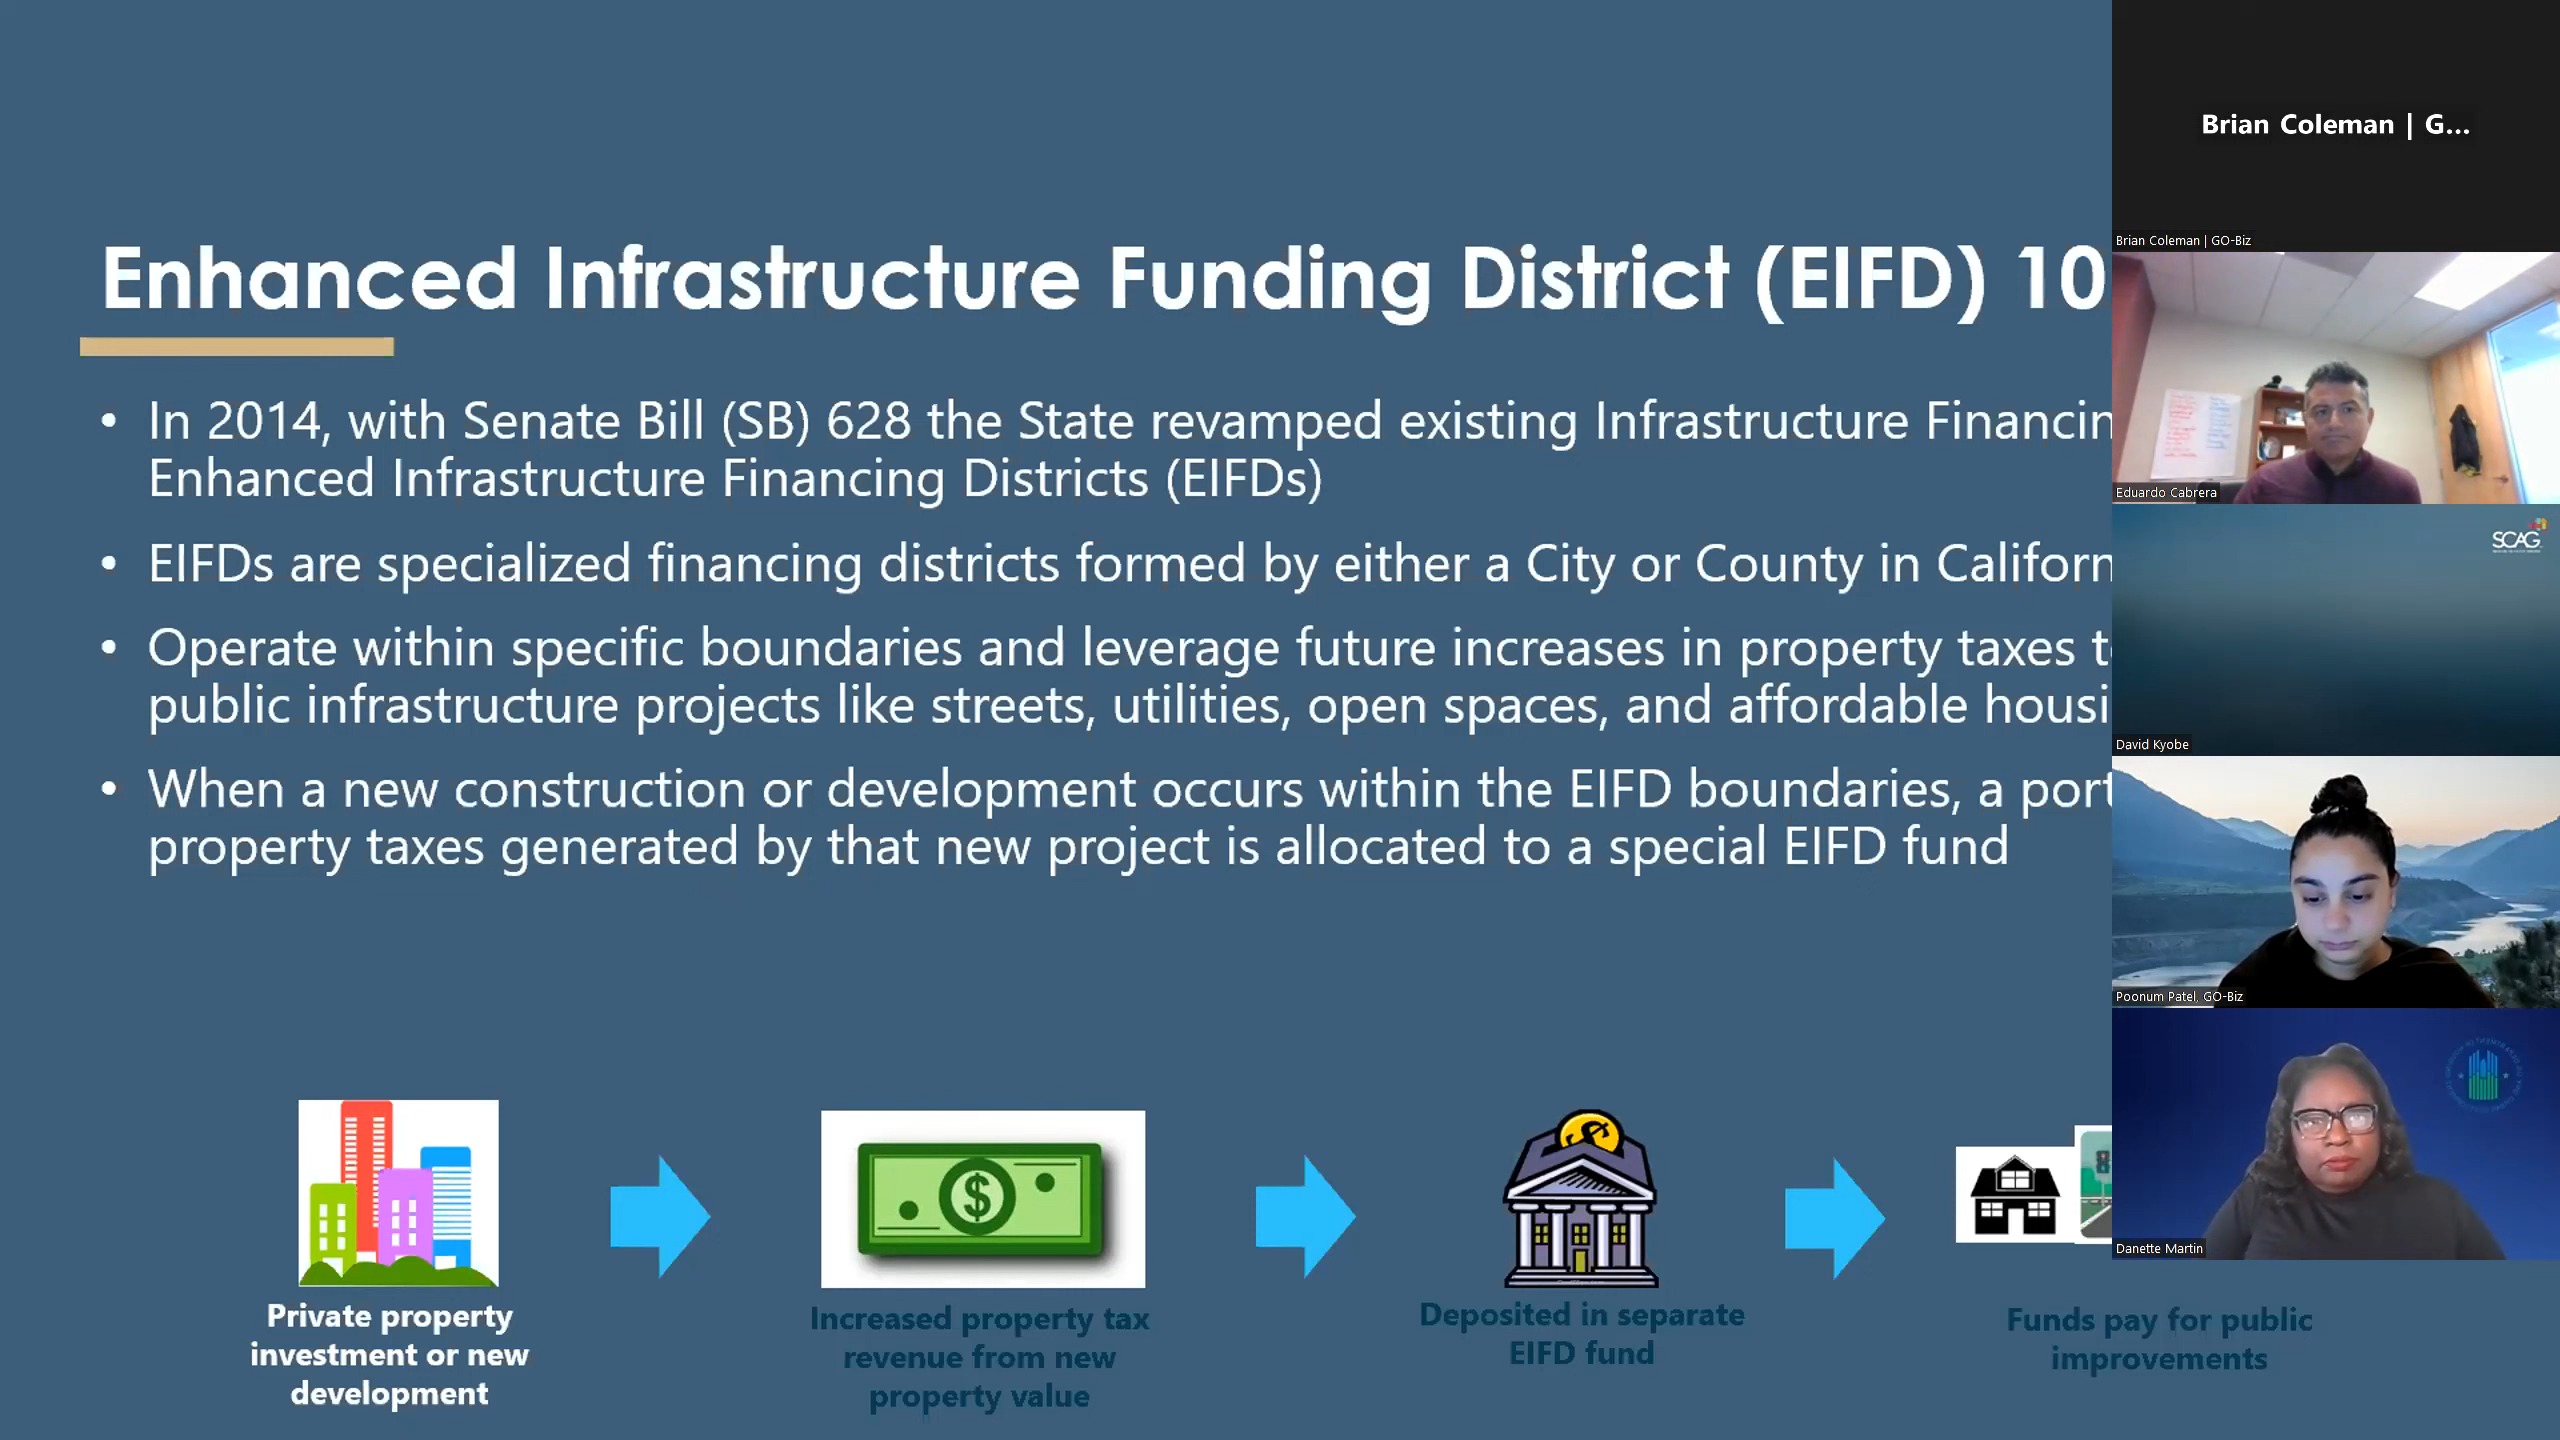 Enhanced Infrastructure Funding District (EIFD) 10
• In 2014, with Senate Bill (SB) 628 the State revamped existing Infrastructure Financin
Enhanced Infrastructure Financing Districts (EIFDs)
• EIFDs are specialized financing districts formed by either a City or County in Californ
• Operate within specific boundaries and leverage future increases in property taxes t
public infrastructure projects like streets, utilities, open spaces, and affordable housi
• When a new construction or development occurs within the EIFD boundaries, a port
property taxes generated by that new project is allocated to a special EIFD fund
Private property
investment or new
development
Increased property tax
revenue from new
property value
Deposited in separate
EIFD fund
Funds pay for public
improvements
Brian Coleman | G...
Brian Coleman | GO-Biz
Eduardo Cabrera
SCAG
David Kyobe
Poonum Patel, GO-Biz
Danette Martin